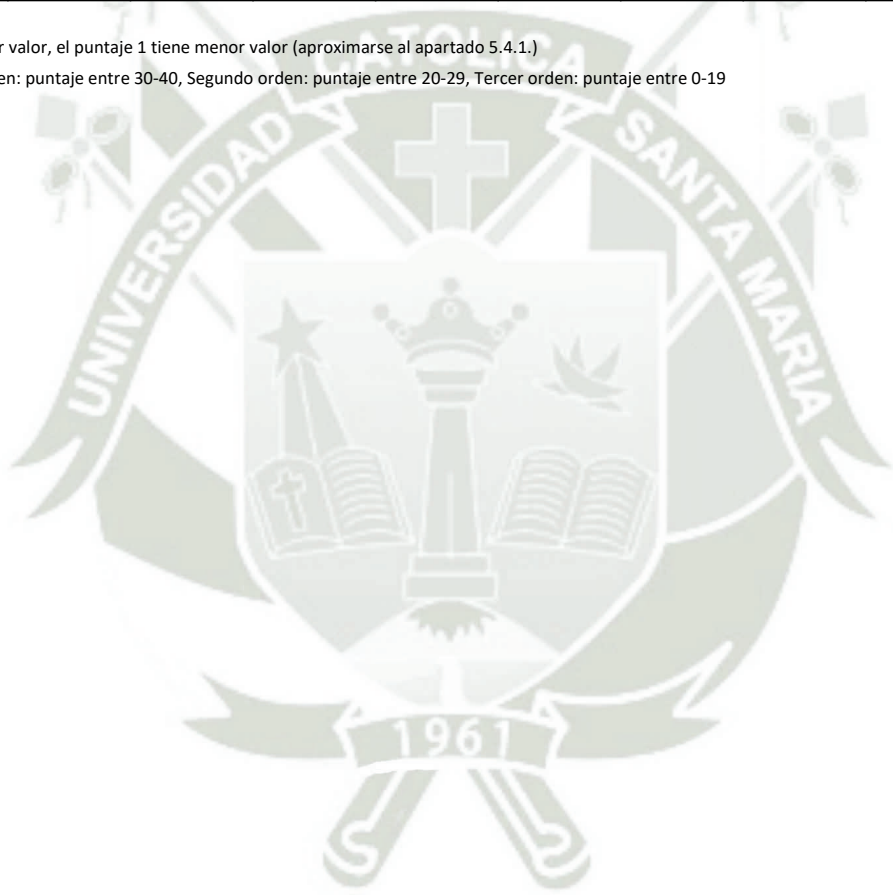 r valor, el puntaje 1 tiene menor valor (aproximarse al apartado 5.4.1.)
en: puntaje entre 30-40, Segundo orden: puntaje entre 20-29, Tercer orden: puntaje entre 0-19
UNIVERSIDAD CATOLICA SANTA MARIA
1961